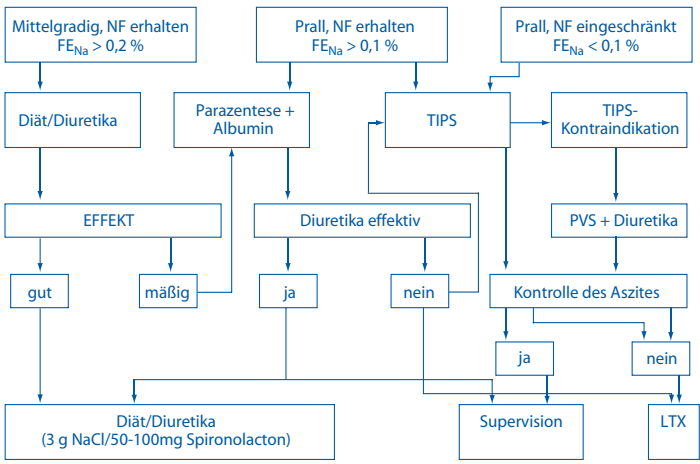 Mittelgradig, NF erhalten
FENa > 0,2 %
Prall, NF erhalten
FENa > 0,1 %
Prall, NF eingeschränkt
FENa < 0,1 %
Diät/Diuretika
Parazentese +
Albumin
TIPS
TIPS-
Kontraindikation
EFFEKT
Diuretika effektiv
PVS + Diuretika
gut
mäßig
ja
nein
Kontrolle des Aszites
ja
nein
Diät/Diuretika
(3 g NaCl/50-100mg Spironolacton)
Supervision
LTX